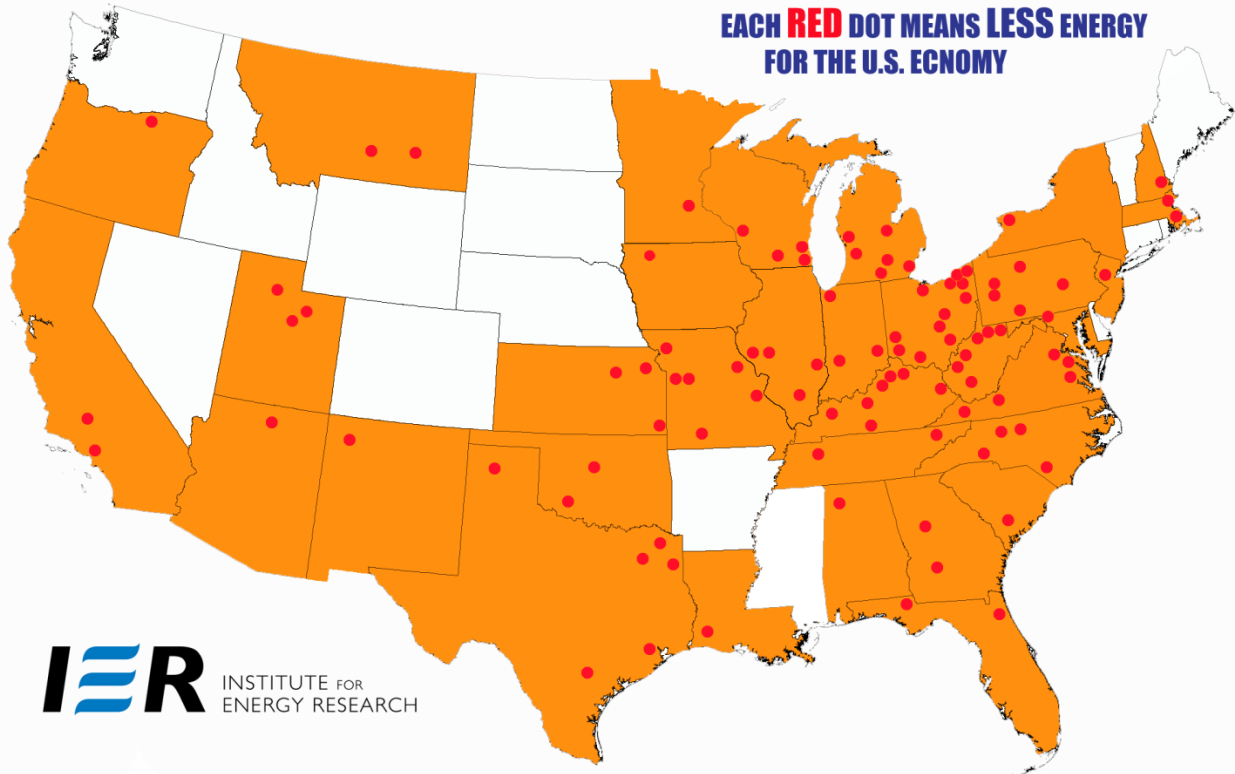 EACH RED DOT MEANS LESS ENERGY
FOR THE U.S. ECNOMY
IER
INSTITUTE FOR
ENERGY RESEARCH